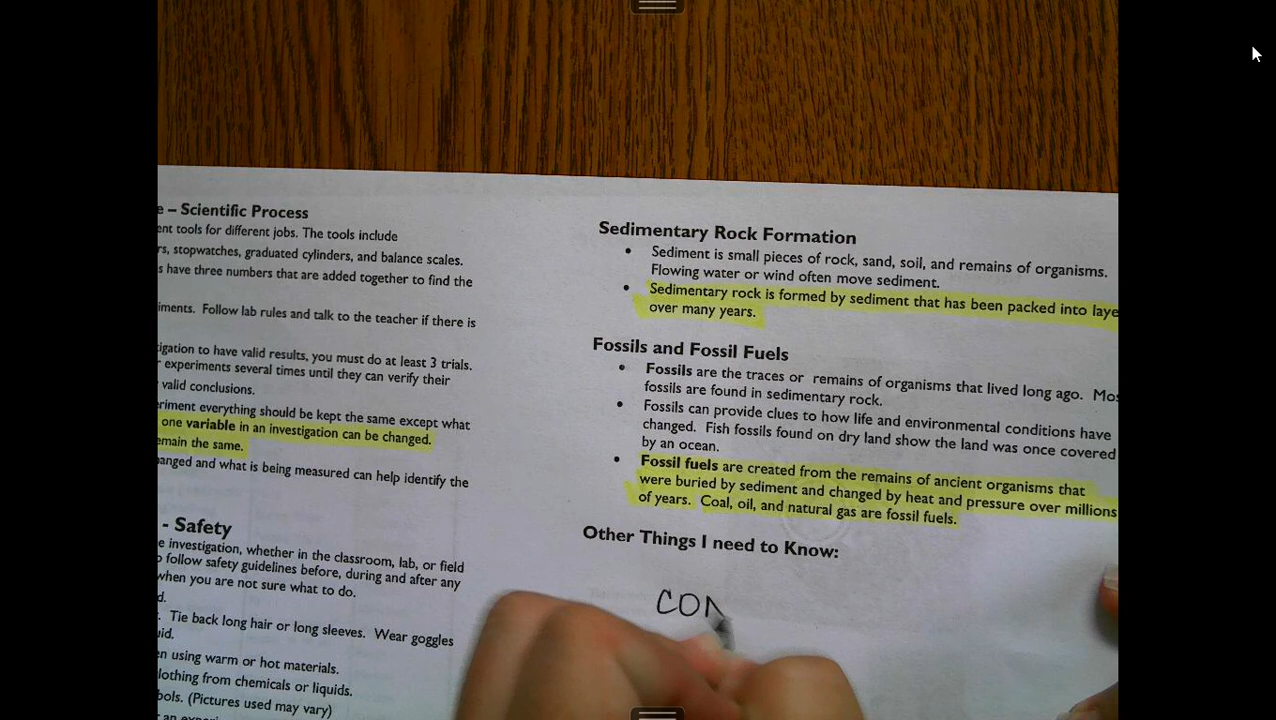 e – Scientific Process
ent tools for different jobs. The tools include
rs, stopwatches, graduated cylinders, and balance scales.
s have three numbers that are added together to find the
iments. Follow lab rules and talk to the teacher if there is
igation to have valid results, you must do at least 3 trials.
experiments several times until they can verify their
valid conclusions.
eriment everything should be kept the same except what
one variable in an investigation can be changed.
emain the same.
anged and what is being measured can help identify the
- Safety
e investigation, whether in the classroom, lab, or field
o follow safety guidelines before, during and after any
when you are not sure what to do.
d.
. Tie back long hair or long sleeves. Wear goggles
uid.
en using warm or hot materials.
lothing from chemicals or liquids.
bols. (Pictures used may vary)
Sedimentary Rock Formation
• Sediment is small pieces of rock, sand, soil, and remains of organisms.
Flowing water or wind often move sediment.
• Sedimentary rock is formed by sediment that has been packed into laye
over many years.
Fossils and Fossil Fuels
• Fossils are the traces or remains of organisms that lived long ago. Mos
fossils are found in sedimentary rock.
• Fossils can provide clues to how life and environmental conditions have
changed. Fish fossils found on dry land show the land was once covered
by an ocean.
• Fossil fuels are created from the remains of ancient organisms that
were buried by sediment and changed by heat and pressure over millions
of years. Coal, oil, and natural gas are fossil fuels.
Other Things I need to Know: